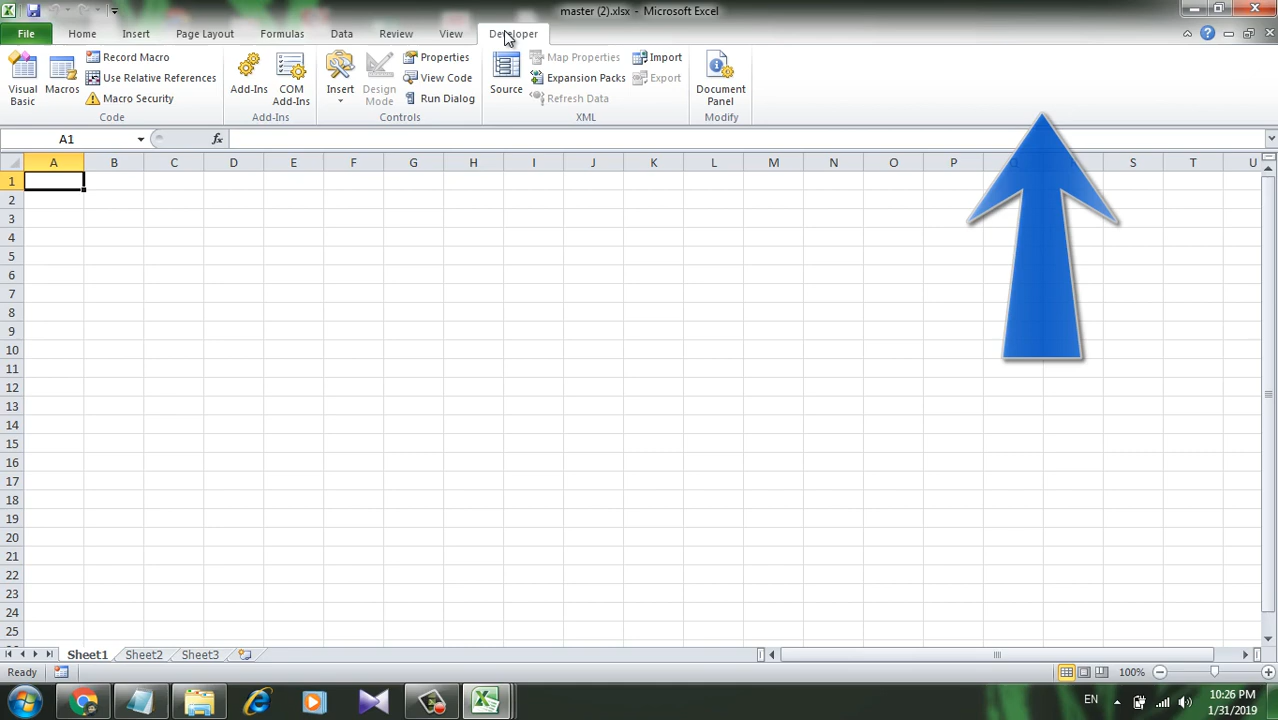 master (2).xlsx - Microsoft Excel
File Home Insert Page Layout Formulas Data Review View Developer
Visual Basic
Macros
Record Macro
Use Relative References
Macro Security
Code
Add-Ins
COM Add-Ins
Add-Ins
Insert
Design Mode
Properties
View Code
Run Dialog
Controls
Source
Map Properties
Expansion Packs
Refresh Data
Import
Export
XML
Document Panel
Modify
A1 fx
A B C D E F G H I J K L M N O P Q S T U
1
2
3
4
5
6
7
8
9
10
11
12
13
14
15
16
17
18
19
20
21
22
23
24
25
Sheet1 Sheet2 Sheet3
Ready 100%
EN 10:26 PM
1/31/2019